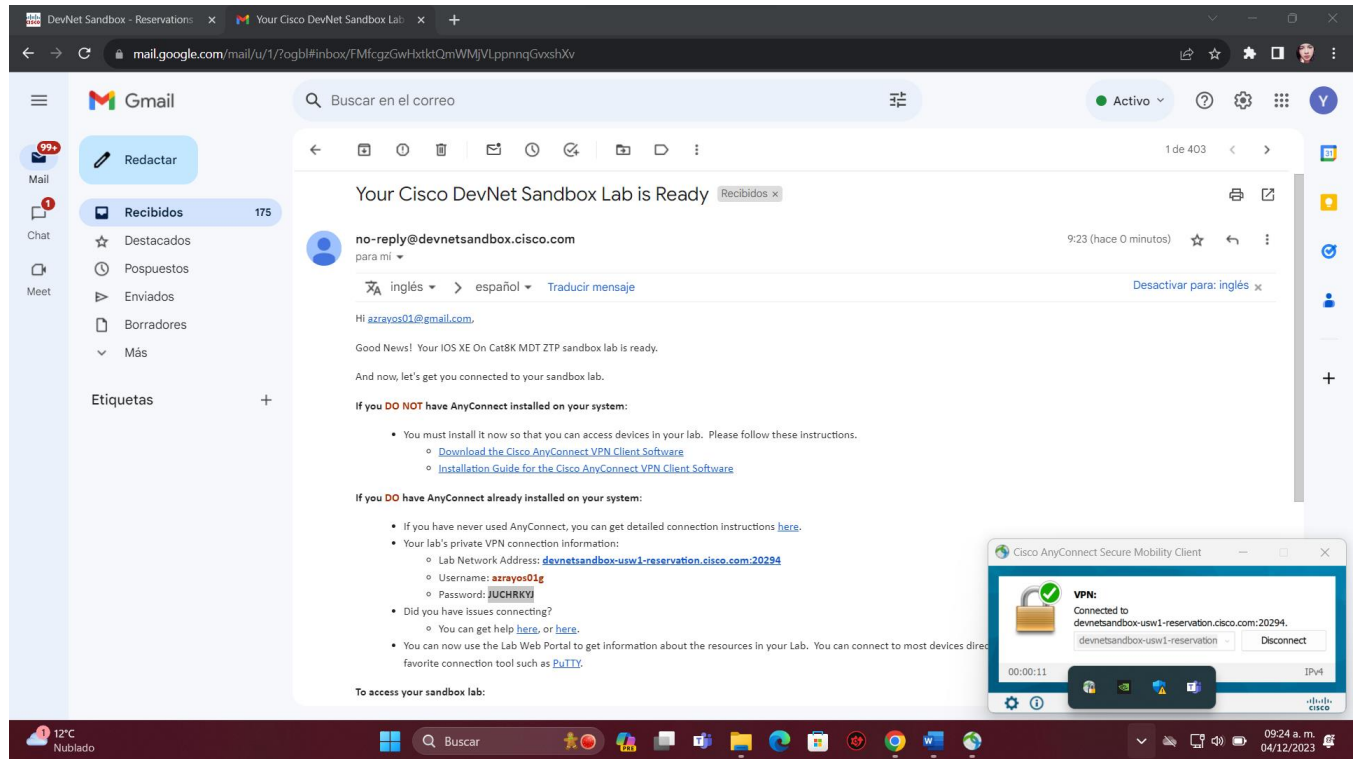 DevNet Sandbox - Reservations
Your Cisco DevNet Sandbox Lab
mail.google.com/mail/u/1/?ogbl#inbox/FMfcgzGwHxtktQmWMjVLppnnqGvxshXv
Gmail
Buscar en el correo
Activo
Y
99+
Mail
Redactar
1 de 403
31
1
Chat
Meet
Recibidos 175
Destacados
Pospuestos
Enviados
Borradores
Más
Etiquetas
Your Cisco DevNet Sandbox Lab is Ready Recibidos ×
no-reply@devnetsandbox.cisco.com 9:23 (hace 0 minutos)
para mí
inglés > español Traducir mensaje Desactivar para: inglés ×
Hi azrayos01@gmail.com,
Good News! Your IOS XE On Cat8K MDT ZTP sandbox lab is ready.
And now, let's get you connected to your sandbox lab.
If you DO NOT have AnyConnect installed on your system:
• You must install it now so that you can access devices in your lab. Please follow these instructions.
Download the Cisco AnyConnect VPN Client Software
Installation Guide for the Cisco AnyConnect VPN Client Software
If you DO have AnyConnect already installed on your system:
• If you have never used AnyConnect, you can get detailed connection instructions here.
• Your lab's private VPN connection information:
Lab Network Address: devnetsandbox-usw1-reservation.cisco.com:20294
Username: azrayos01g
Password: JUCHRKYJ
• Did you have issues connecting?
You can get help here, or here.
• You can now use the Lab Web Portal to get information about the resources in your Lab. You can connect to most devices direc
favorite connection tool such as PuTTY.
To access your sandbox lab:
Cisco AnyConnect Secure Mobility Client
VPN:
Connected to
devnetsandbox-usw1-reservation.cisco.com:20294.
devnetsandbox-usw1-reservation
Disconnect
00:00:11 IPv4
cisco
1
12°C
Nublado
Buscar
PRE
09:24 a. m.
04/12/2023